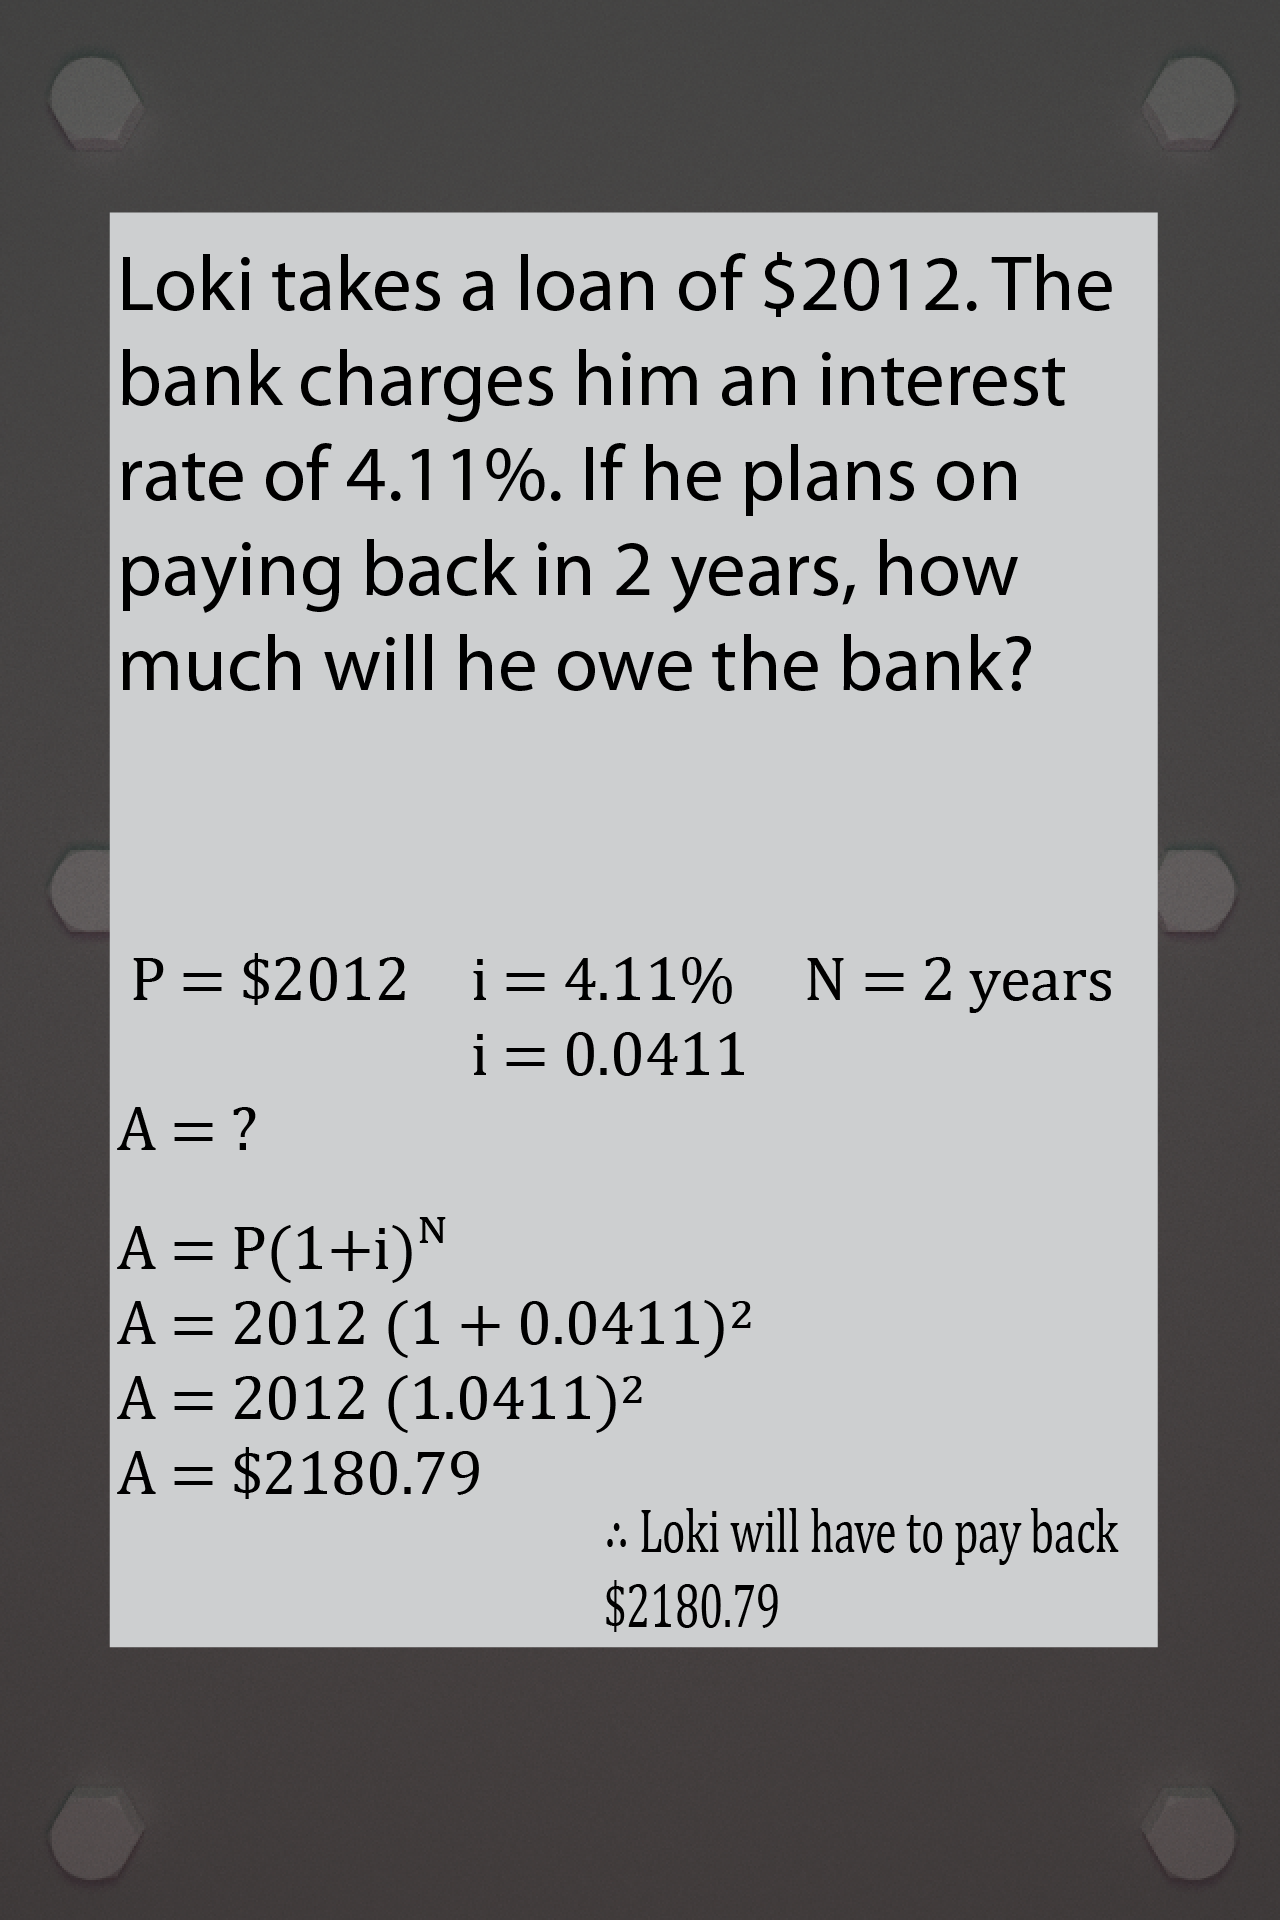 Loki takes a loan of $2012. The
bank charges him an interest
rate of 4.11%. If he plans on
paying back in 2 years, how
much will he owe the bank?
P = $2012 i = 4.11% N = 2 years
i = 0.0411
A = ?
A = P(1+i)ᴺ
A = 2012 (1 + 0.0411)²
A = 2012 (1.0411)²
A = $2180.79
∴ Loki will have to pay back
$2180.79